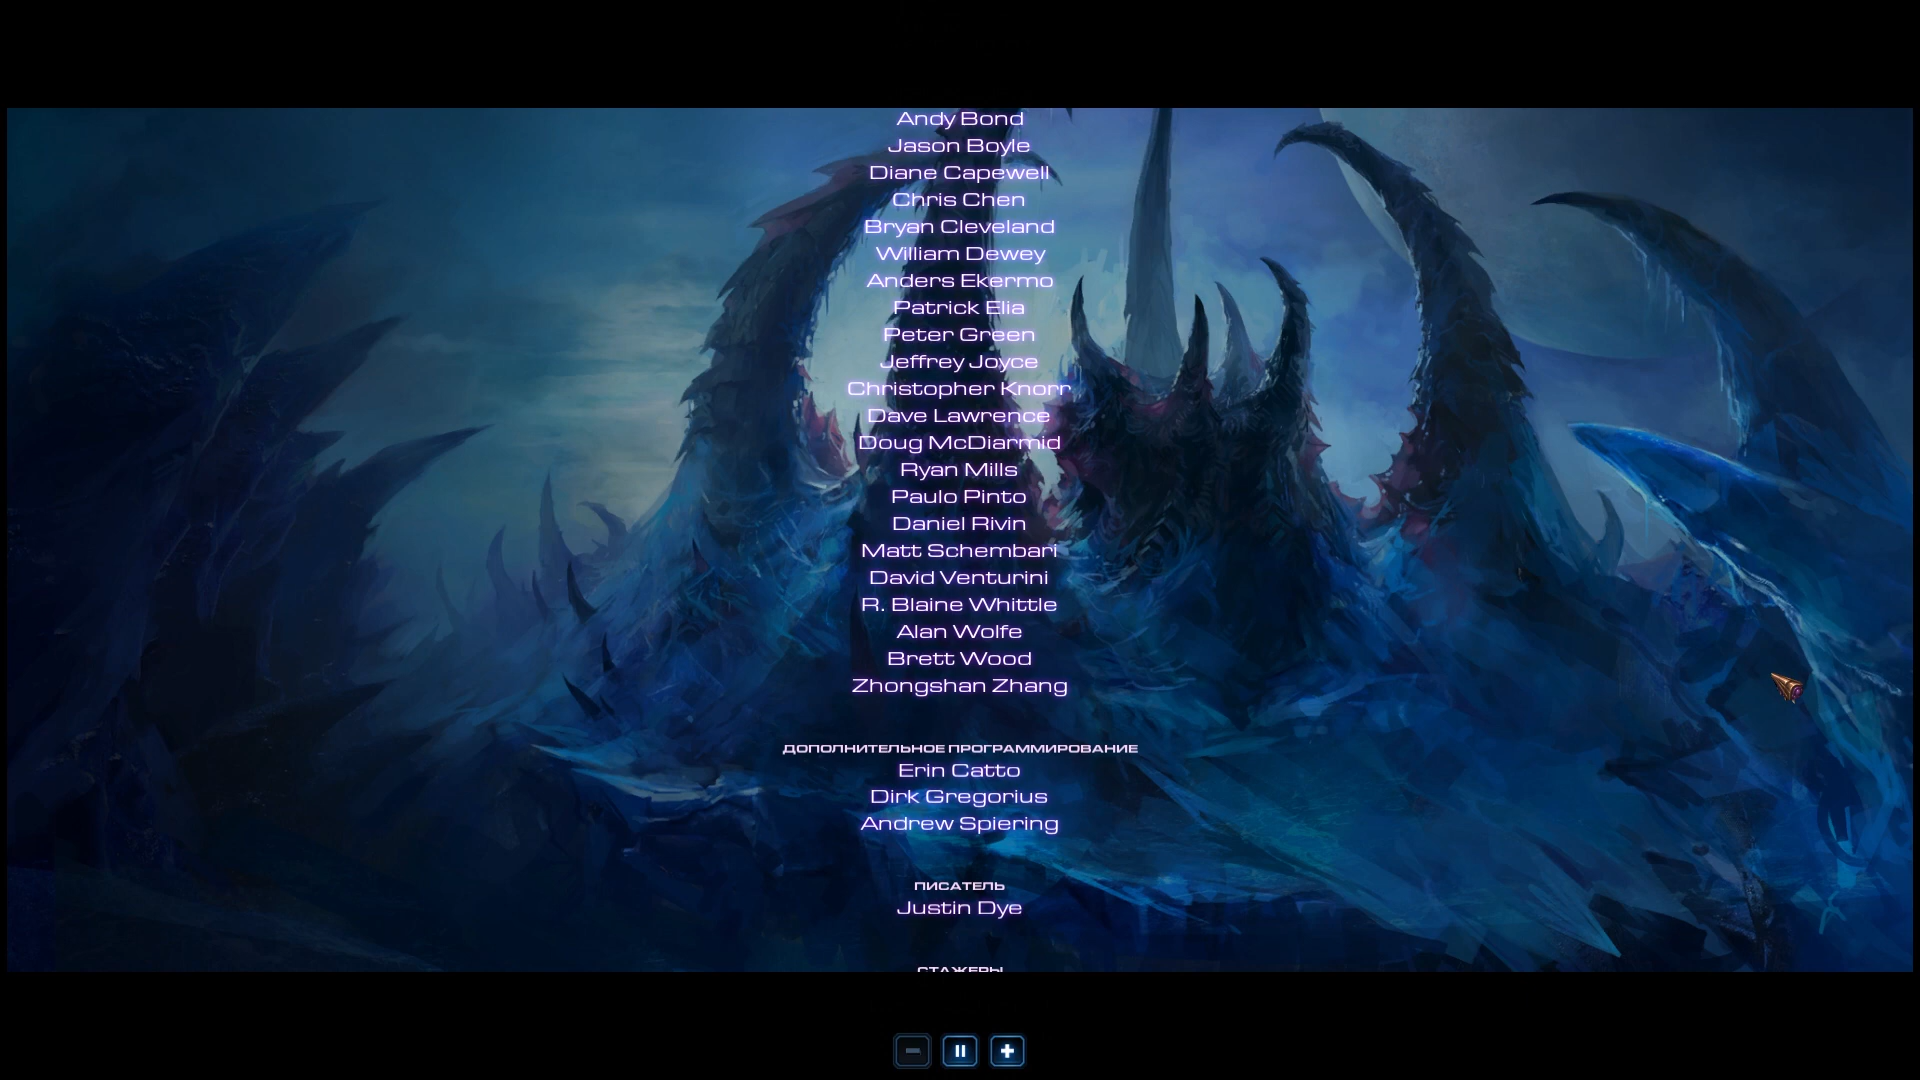 Andy Bond
Jason Boyle
Diane Capewell
Chris Chen
Bryan Cleveland
William Dewey
Anders Ekermo
Patrick Elia
Peter Green
Jeffrey Joyce
Christopher Knorr
Dave Lawrence
Doug McDiarmid
Ryan Mills
Paulo Pinto
Daniel Rivin
Matt Schembari
David Venturini
R. Blaine Whittle
Alan Wolfe
Brett Wood
Zhongshan Zhang
ДОПОЛНИТЕЛЬНОЕ ПРОГРАММИРОВАНИЕ
Erin Catto
Dirk Gregorius
Andrew Spiering
ПИСАТЕЛЬ
Justin Dye
СТАЖЕРЫ